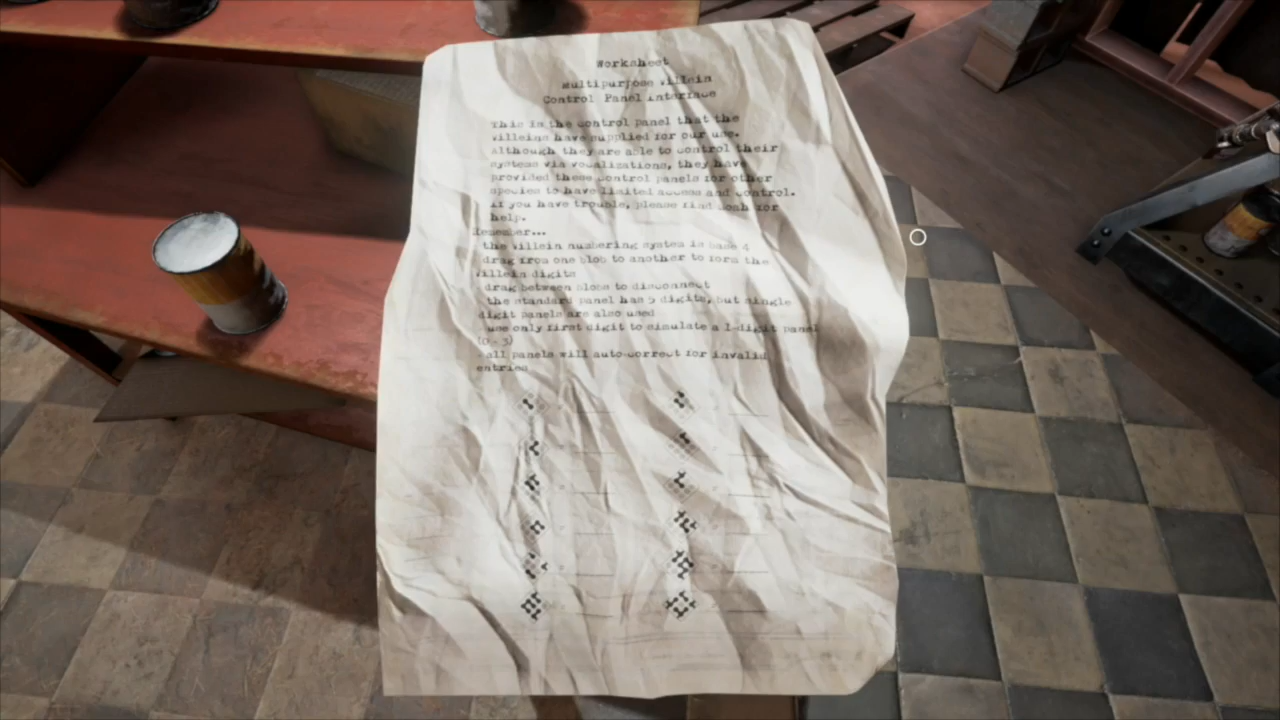 Worksheet
Multipurpose Villein
Control Panel Interface
This is the control panel that the
villeins have supplied for our use.
Although they are able to control their
systems via vocalizations, they have
provided these control panels for other
species to have limited access and control.
If you have trouble, please find Josh for
help.
Remember...
the villein numbering system is base 4
drag from one blob to another to form the
villein digits
drag between blobs to disconnect
the standard panel has 5 digits, but single
digit panels are also used
use only first digit to simulate a 1-digit panel
(0 - 3)
- all panels will auto-correct for invalid
entries